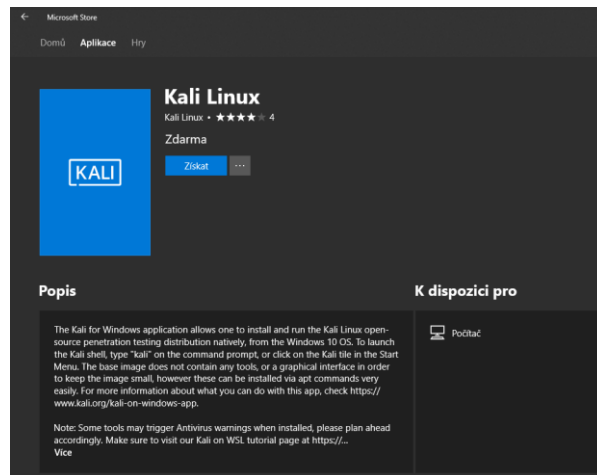 Microsoft Store
Domů Aplikace Hry
Kali Linux
Kali Linux • ★★★★★ 4
Zdarma
KALI
Získat ...
Popis
K dispozici pro
The Kali for Windows application allows one to install and run the Kali Linux open-
source penetration testing distribution natively, from the Windows 10 OS. To launch
the Kali shell, type "kali" on the command prompt, or click on the Kali tile in the Start
Menu. The base image does not contain any tools, or a graphical interface in order
to keep the image small, however these can be installed via apt commands very
easily. For more information about what you can do with this app, check https://
www.kali.org/kali-on-windows-app.
Počítač
Note: Some tools may trigger Antivirus warnings when installed, please plan ahead
accordingly. Make sure to visit our Kali on WSL tutorial page at https://...
Více